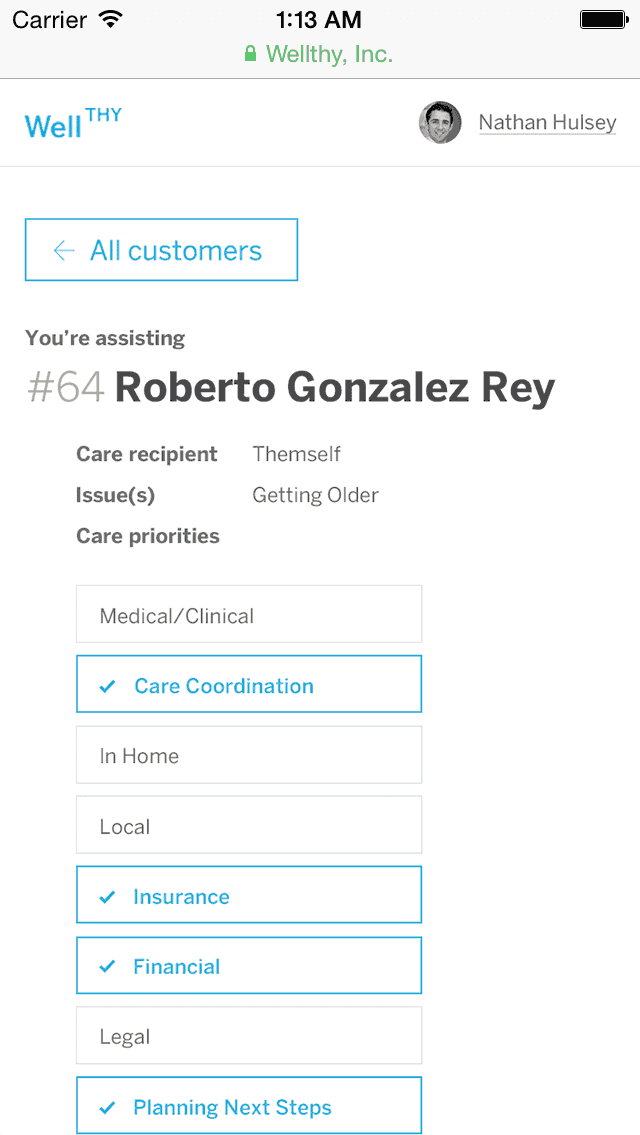 Carrier 1:13 AM
Wellthy, Inc.
Well THY Nathan Hulsey
← All customers
You’re assisting
#64 Roberto Gonzalez Rey
Care recipient Themself
Issue(s) Getting Older
Care priorities
Medical/Clinical
✓ Care Coordination
In Home
Local
✓ Insurance
✓ Financial
Legal
✓ Planning Next Steps